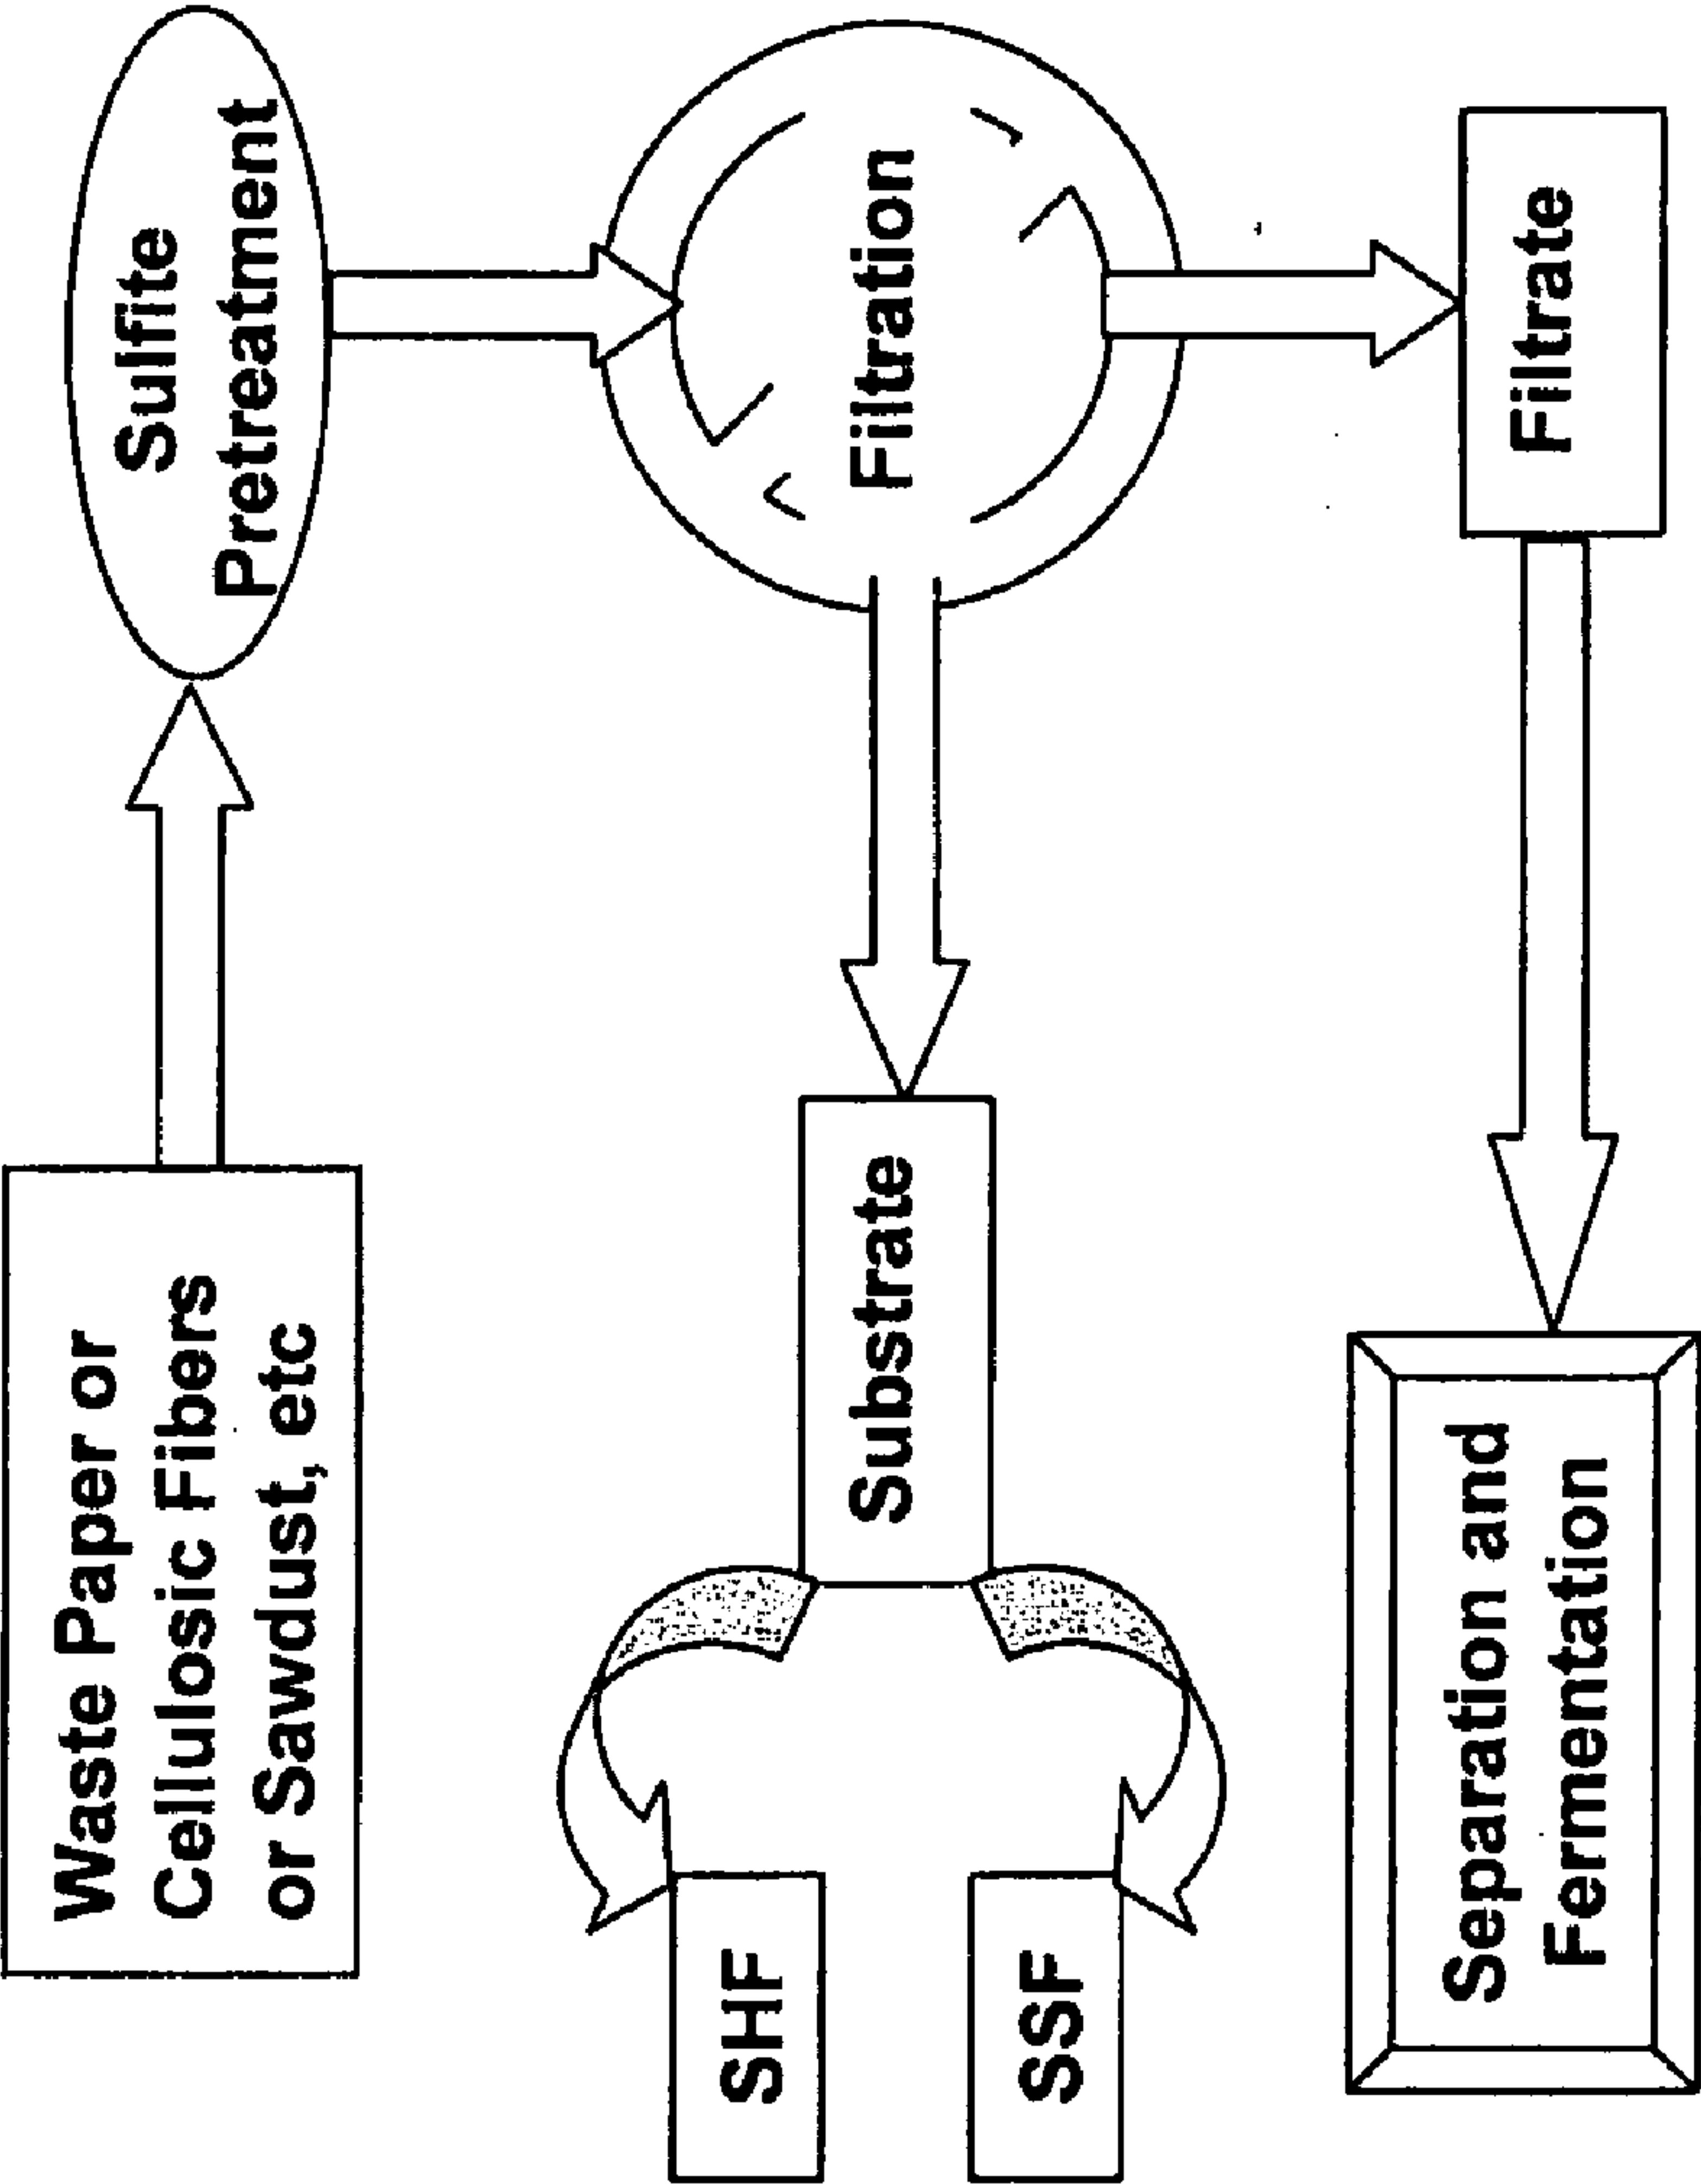 Waste Paper or
Cellulosic Fibers
or Sawdust, etc
Sulfite
Pretreatment
Filtration
Substrate
SHF
SSF
Filtrate
Separation and
Fermentation